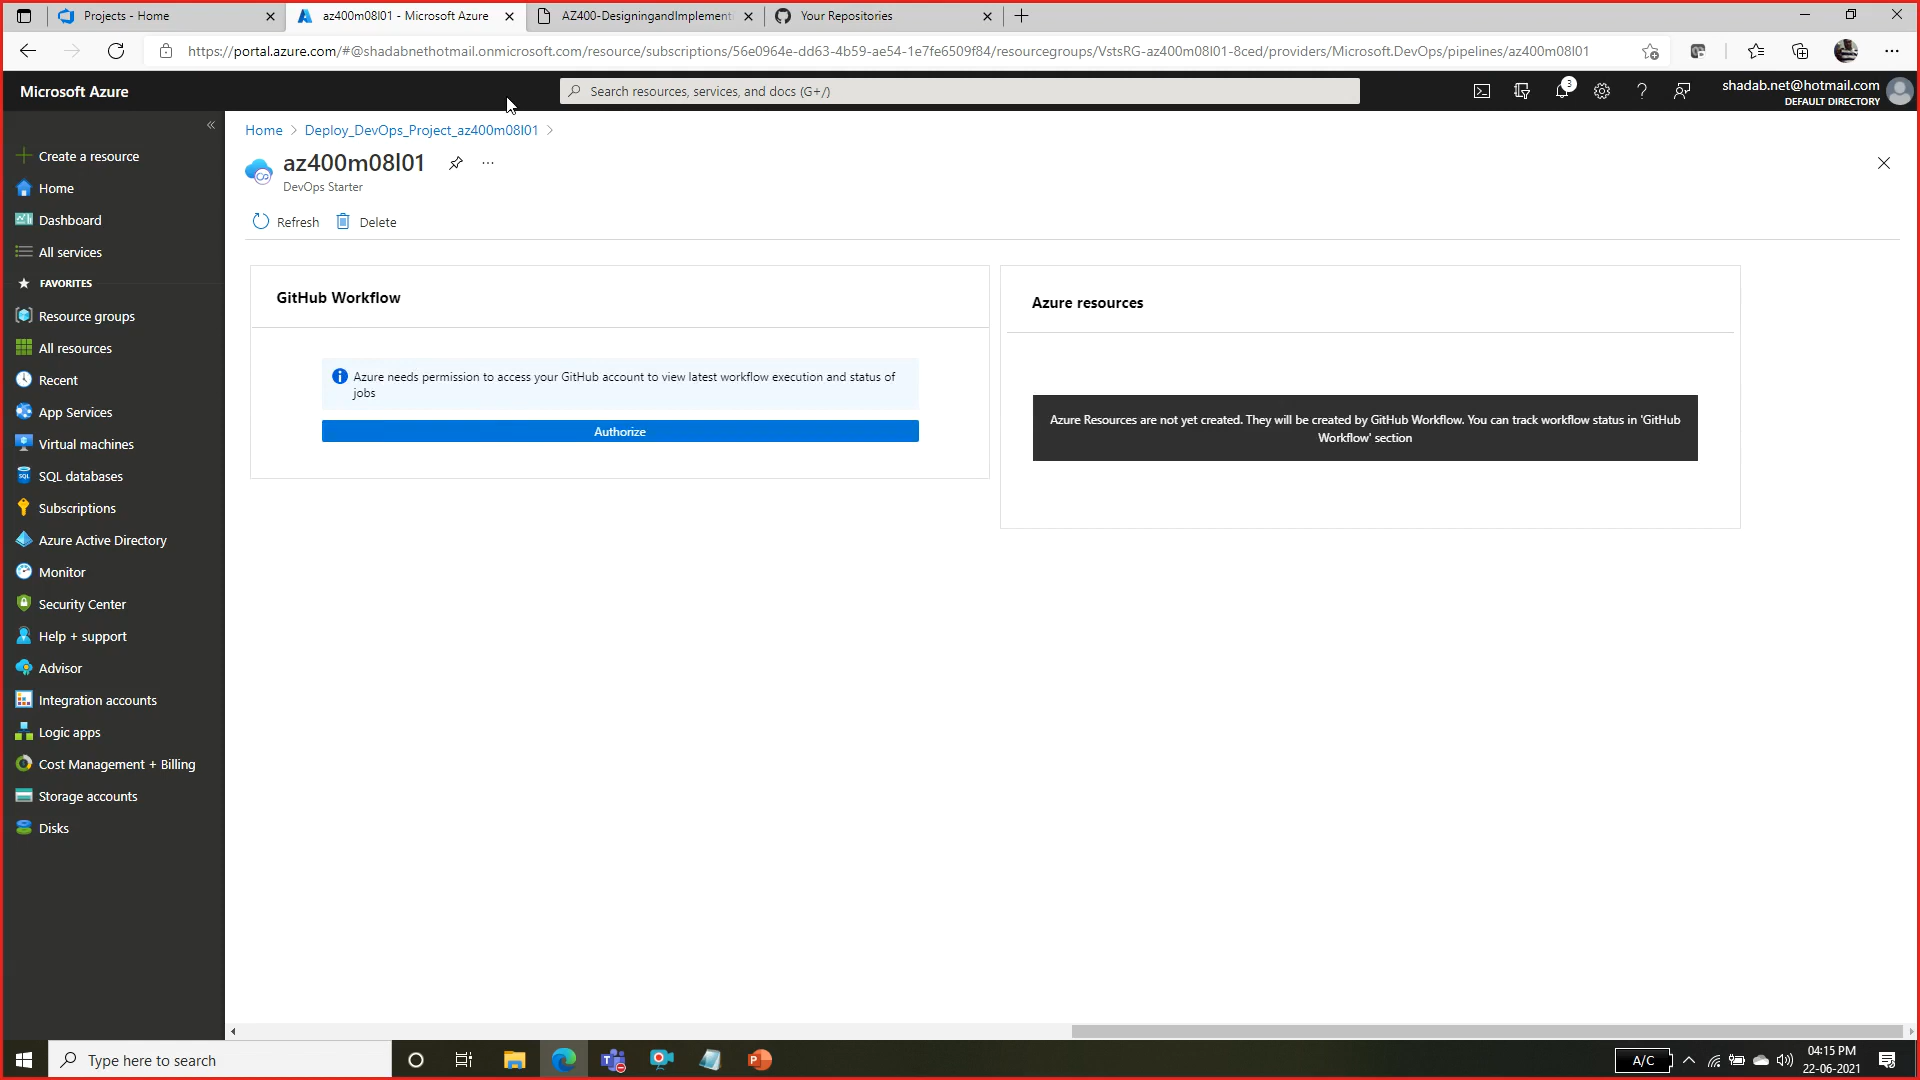 Projects - Home
az400m08l01 - Microsoft Azure
AZ400-DesigningandImplementi
Your Repositories
https://portal.azure.com/#@shadabnethotmail.onmicrosoft.com/resource/subscriptions/56e0964e-dd63-4b59-ae54-1e7fe6509f84/resourcegroups/VstsRG-az400m08l01-8ced/providers/Microsoft.DevOps/pipelines/az400m08l01
Microsoft Azure
Search resources, services, and docs (G+/)
3
shadab.net@hotmail.com
DEFAULT DIRECTORY
Create a resource
Home
Dashboard
All services
FAVORITES
Resource groups
All resources
Recent
App Services
Virtual machines
SQL databases
Subscriptions
Azure Active Directory
Monitor
Security Center
Help + support
Advisor
Integration accounts
Logic apps
Cost Management + Billing
Storage accounts
Disks
Home > Deploy_DevOps_Project_az400m08l01 >
az400m08l01
DevOps Starter
Refresh
Delete
GitHub Workflow
Azure needs permission to access your GitHub account to view latest workflow execution and status of
jobs
Authorize
Azure resources
Azure Resources are not yet created. They will be created by GitHub Workflow. You can track workflow status in 'GitHub
Workflow' section
Type here to search
A/C
04:15 PM
22-06-2021